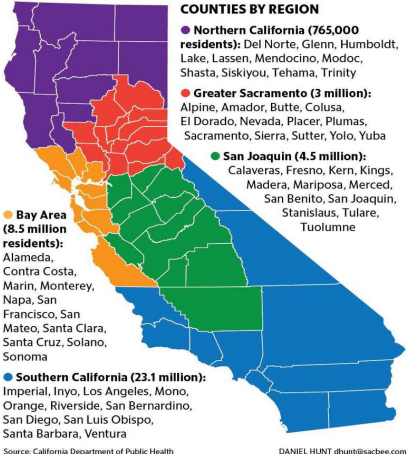 COUNTIES BY REGION
Northern California (765,000
residents): Del Norte, Glenn, Humboldt,
Lake, Lassen, Mendocino, Modoc,
Shasta, Siskiyou, Tehama, Trinity
Greater Sacramento (3 million):
Alpine, Amador, Butte, Colusa,
El Dorado, Nevada, Placer, Plumas,
Sacramento, Sierra, Sutter, Yolo, Yuba
San Joaquin (4.5 million):
Calaveras, Fresno, Kern, Kings,
Madera, Mariposa, Merced,
San Benito, San Joaquin,
Stanislaus, Tulare,
Tuolumne
Bay Area
(8.5 million
residents):
Alameda,
Contra Costa,
Marin, Monterey,
Napa, San
Francisco, San
Mateo, Santa Clara,
Santa Cruz, Solano,
Sonoma
Southern California (23.1 million):
Imperial, Inyo, Los Angeles, Mono,
Orange, Riverside, San Bernardino,
San Diego, San Luis Obispo,
Santa Barbara, Ventura
Source: California Department of Public Health
DANIEL HUNT dhunt@sacbee.com